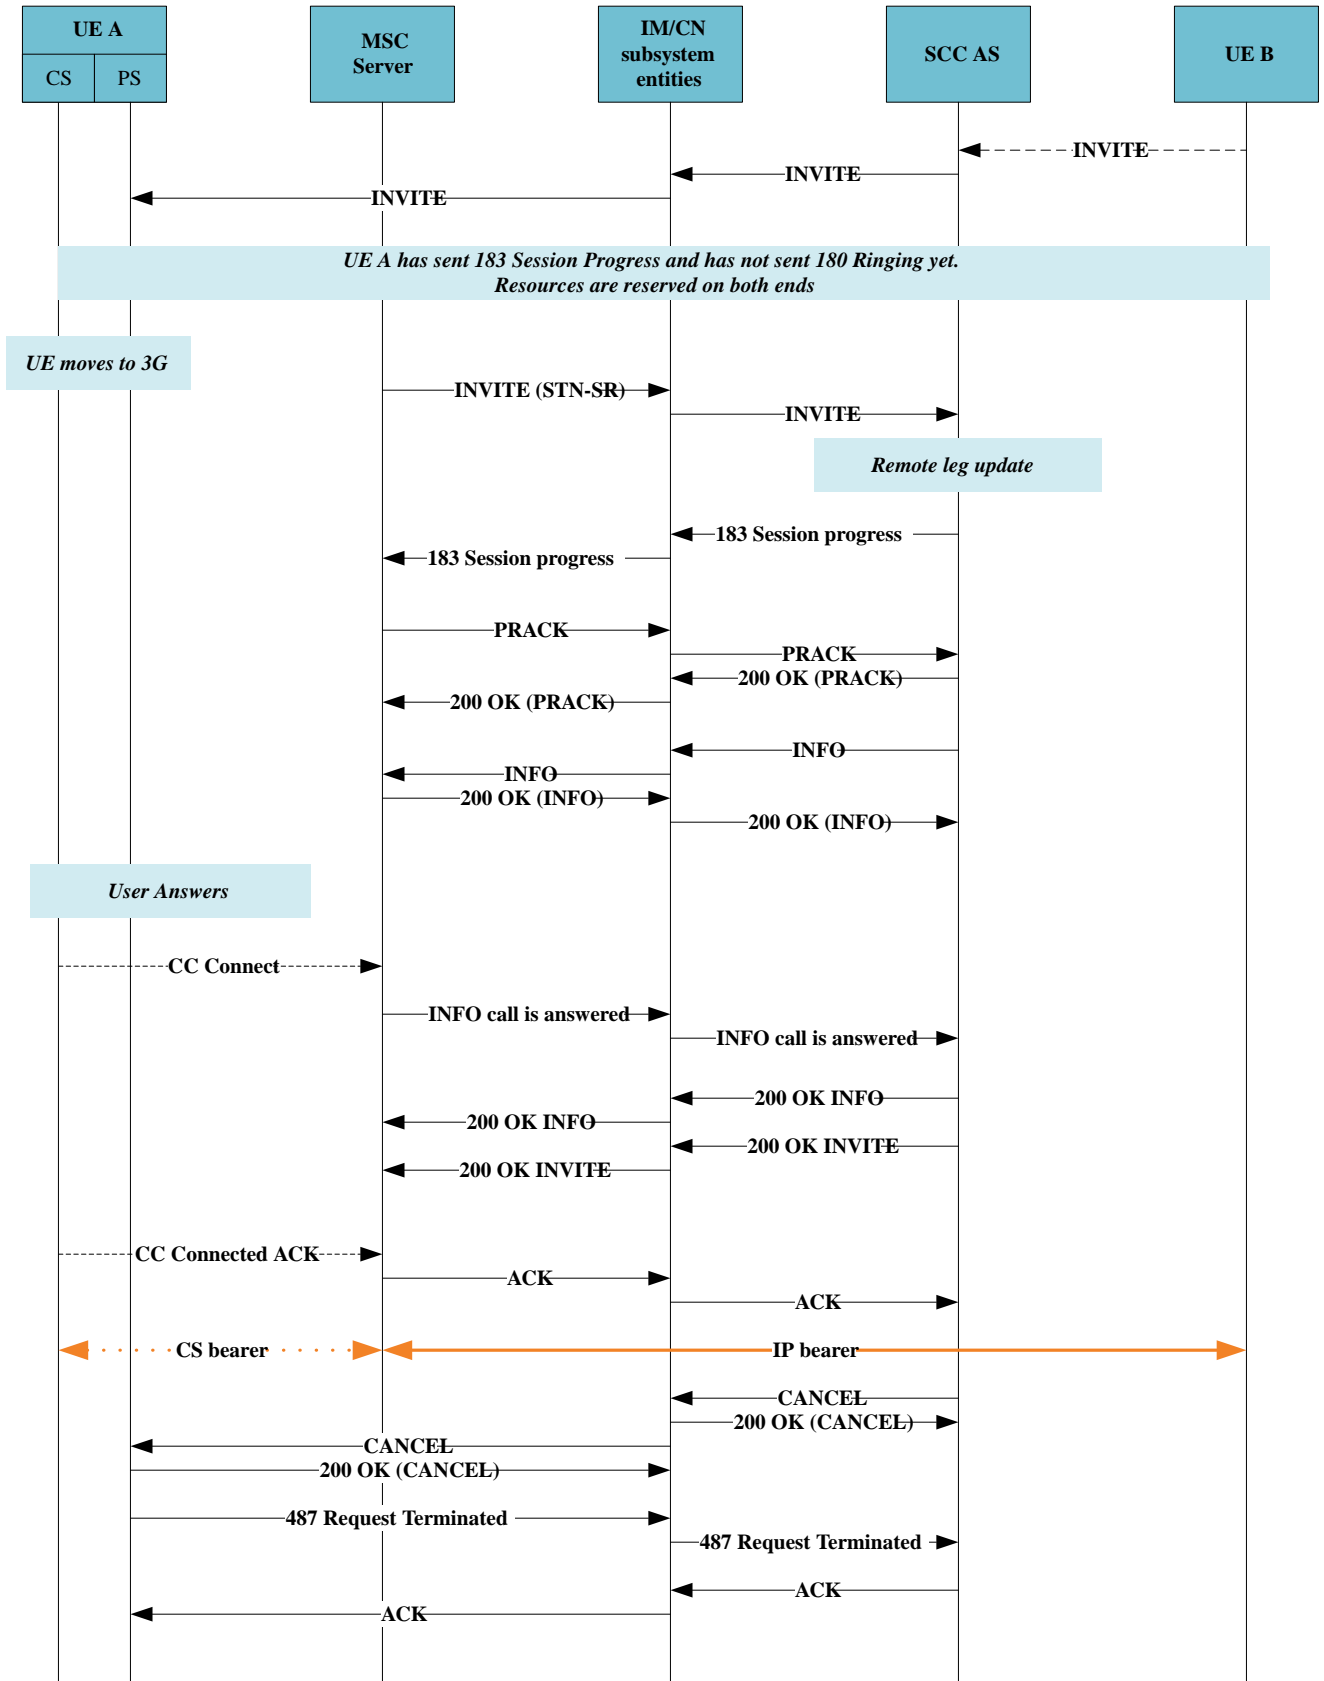 UE A
CS
PS
MSC
Server
IM/CN
subsystem
entities
SCC AS
UE B
INVITE
INVITE
INVITE
UE A has sent 183 Session Progress and has not sent 180 Ringing yet.
Resources are reserved on both ends
UE moves to 3G
INVITE (STN-SR)
INVITE
Remote leg update
183 Session progress
183 Session progress
PRACK
PRACK
200 OK (PRACK)
200 OK (PRACK)
INFO
INFO
200 OK (INFO)
200 OK (INFO)
User Answers
CC Connect
INFO call is answered
INFO call is answered
200 OK INFO
200 OK INFO
200 OK INVITE
200 OK INVITE
CC Connected ACK
ACK
ACK
CS bearer
IP bearer
CANCEL
200 OK (CANCEL)
CANCEL
200 OK (CANCEL)
487 Request Terminated
487 Request Terminated
ACK
ACK